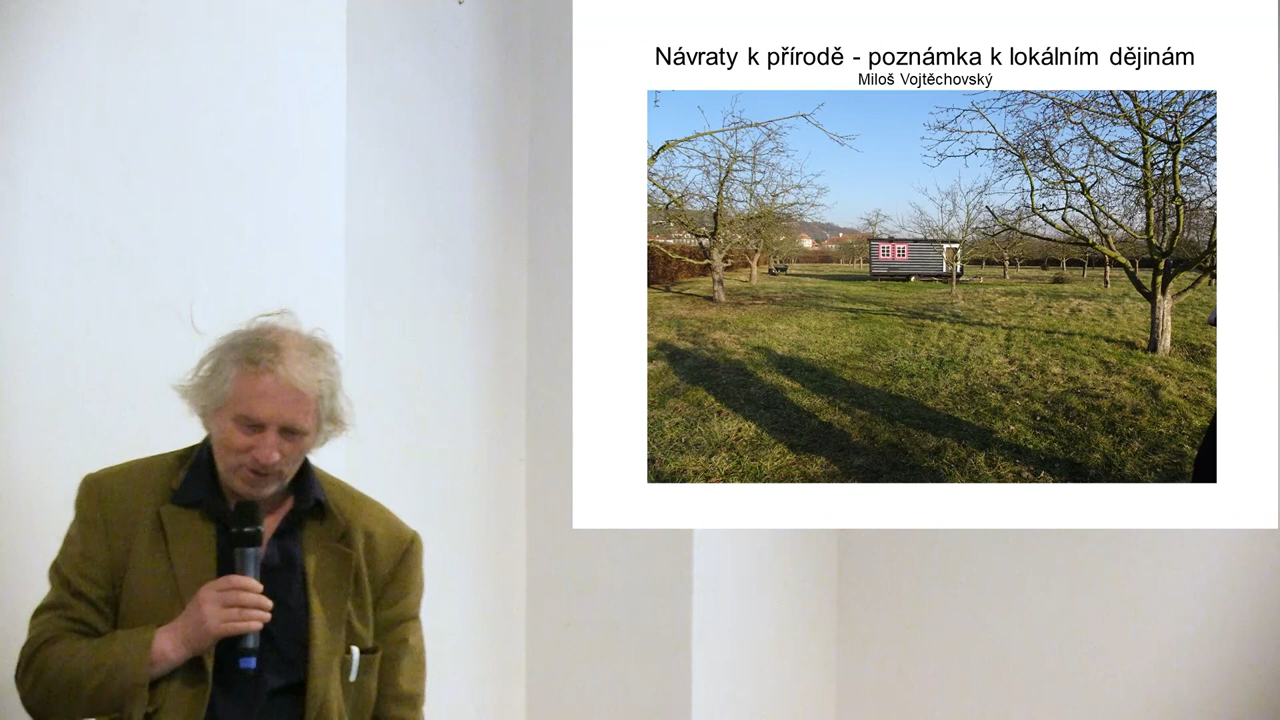 Návraty k přírodě - poznámka k lokálním dějinám
Miloš Vojtěchovský